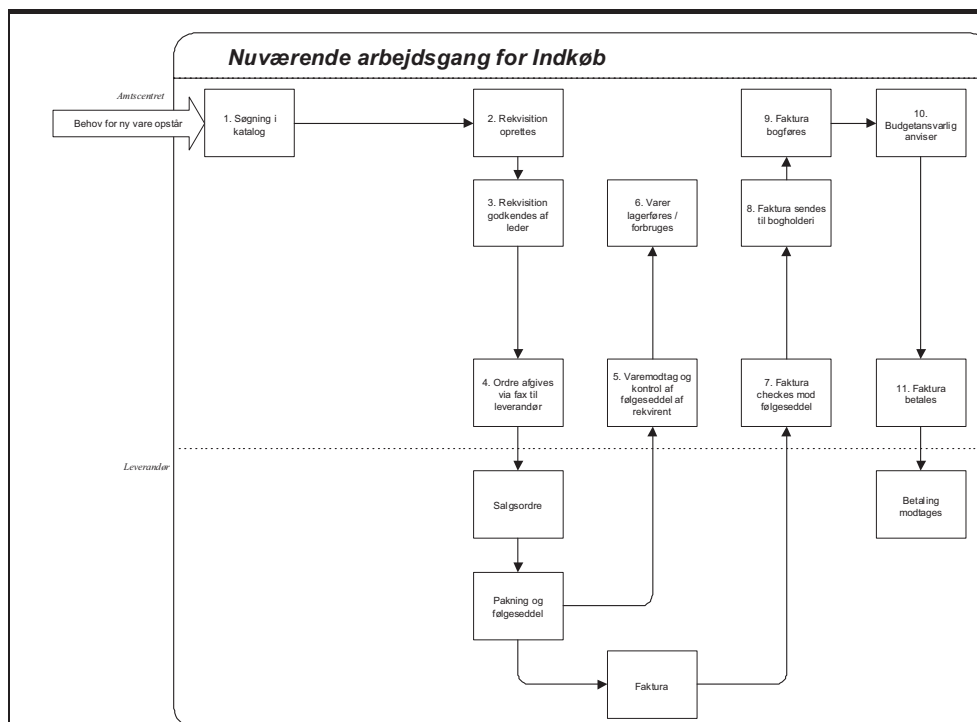 Nuværende arbejdsgang for Indkøb
Amtscentret
Behov for ny vare opstår
1. Søgning i
katalog
2. Rekvisition
oprettes
9. Faktura
bogføres
10.
Budgetansvarlig
anviser
3. Rekvisition
godkendes af
leder
6. Varer
lagerføres /
forbruges
8. Faktura sendes
til bogholderi
4. Ordre afgives
via fax til
leverandør
5. Varemodtag og
kontrol af
følgeseddel af
rekvirent
7. Faktura
checkes mod
følgeseddel
11. Faktura
betales
Leverandør
Salgsordre
Betaling
modtages
Pakning og
følgeseddel
Faktura